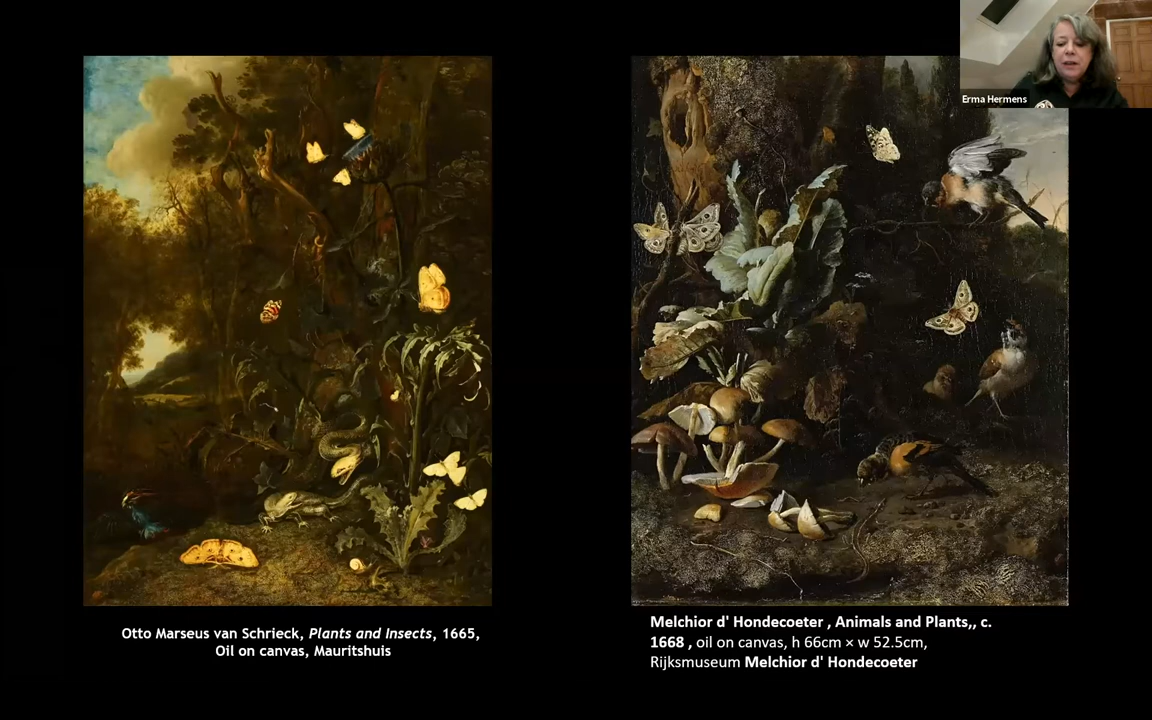 Erma Hermens
Otto Marseus van Schrieck, Plants and Insects, 1665,
Oil on canvas, Mauritshuis
Melchior d' Hondecoeter , Animals and Plants,, c.
1668 , oil on canvas, h 66cm × w 52.5cm,
Rijksmuseum Melchior d' Hondecoeter